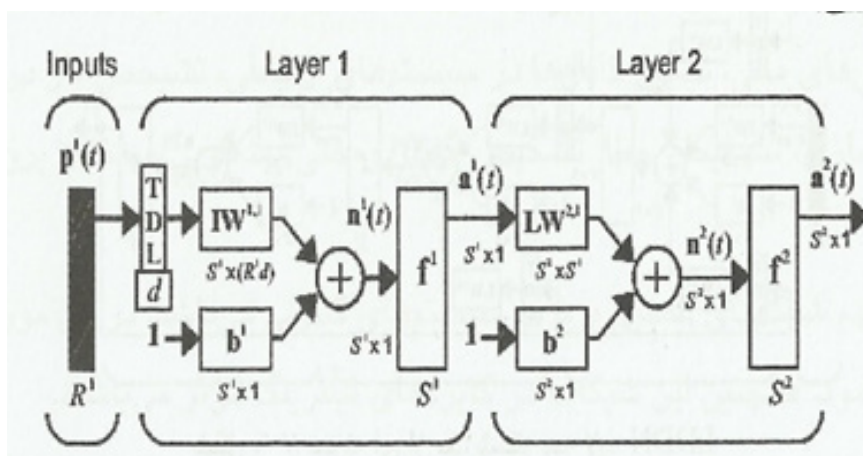 Inputs Layer 1 Layer 2
p¹(t) a¹(t) a²(t)
TDL IW¹,¹ n¹(t) f¹ LW²,¹ n²(t) f²
S¹x(R¹d) S¹x1 S²xS¹ S²x1 S²x1
d
1 b¹ S¹x1 1 b²
R¹ S¹x1 S¹ S²x1 S²